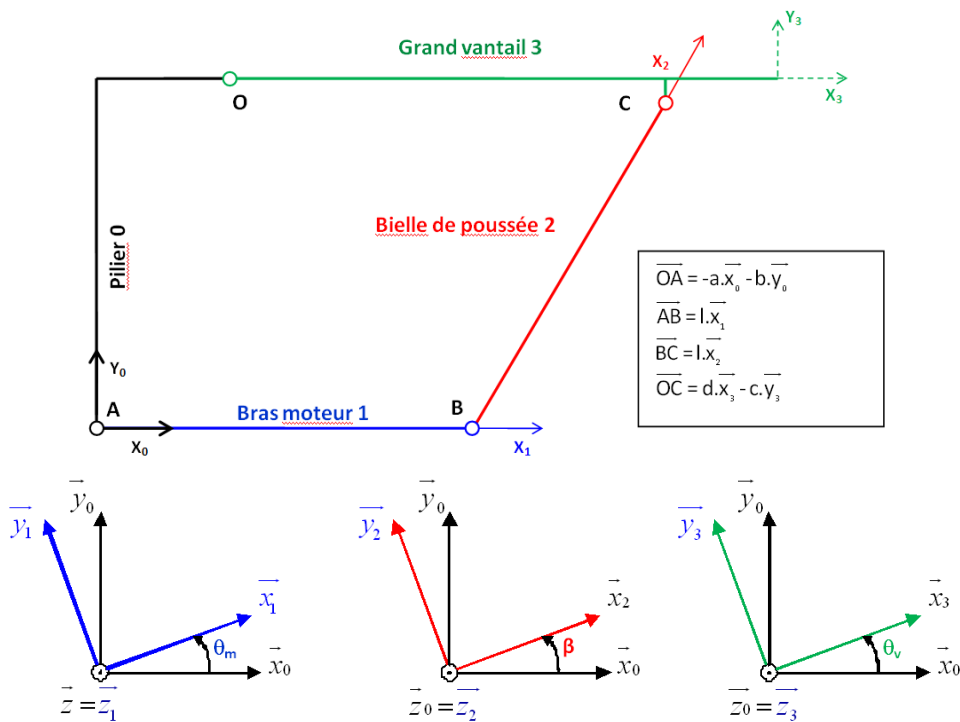 Y₃
Grand vantail 3
X₂
X₃
O
C
Bielle de poussée 2
Pilier 0
OA = -a.x₀ - b.y₀
AB = l.x₁
BC = l.x₂
OC = d.x₃ - c.y₃
Y₀
A
Bras moteur 1
B
X₀
X₁
y₀
y₁
x₁
θm
x₀
z = z₁
y₀
y₂
x₂
β
x₀
z₀ = z₂
y₀
y₃
x₃
θv
x₀
z₀ = z₃